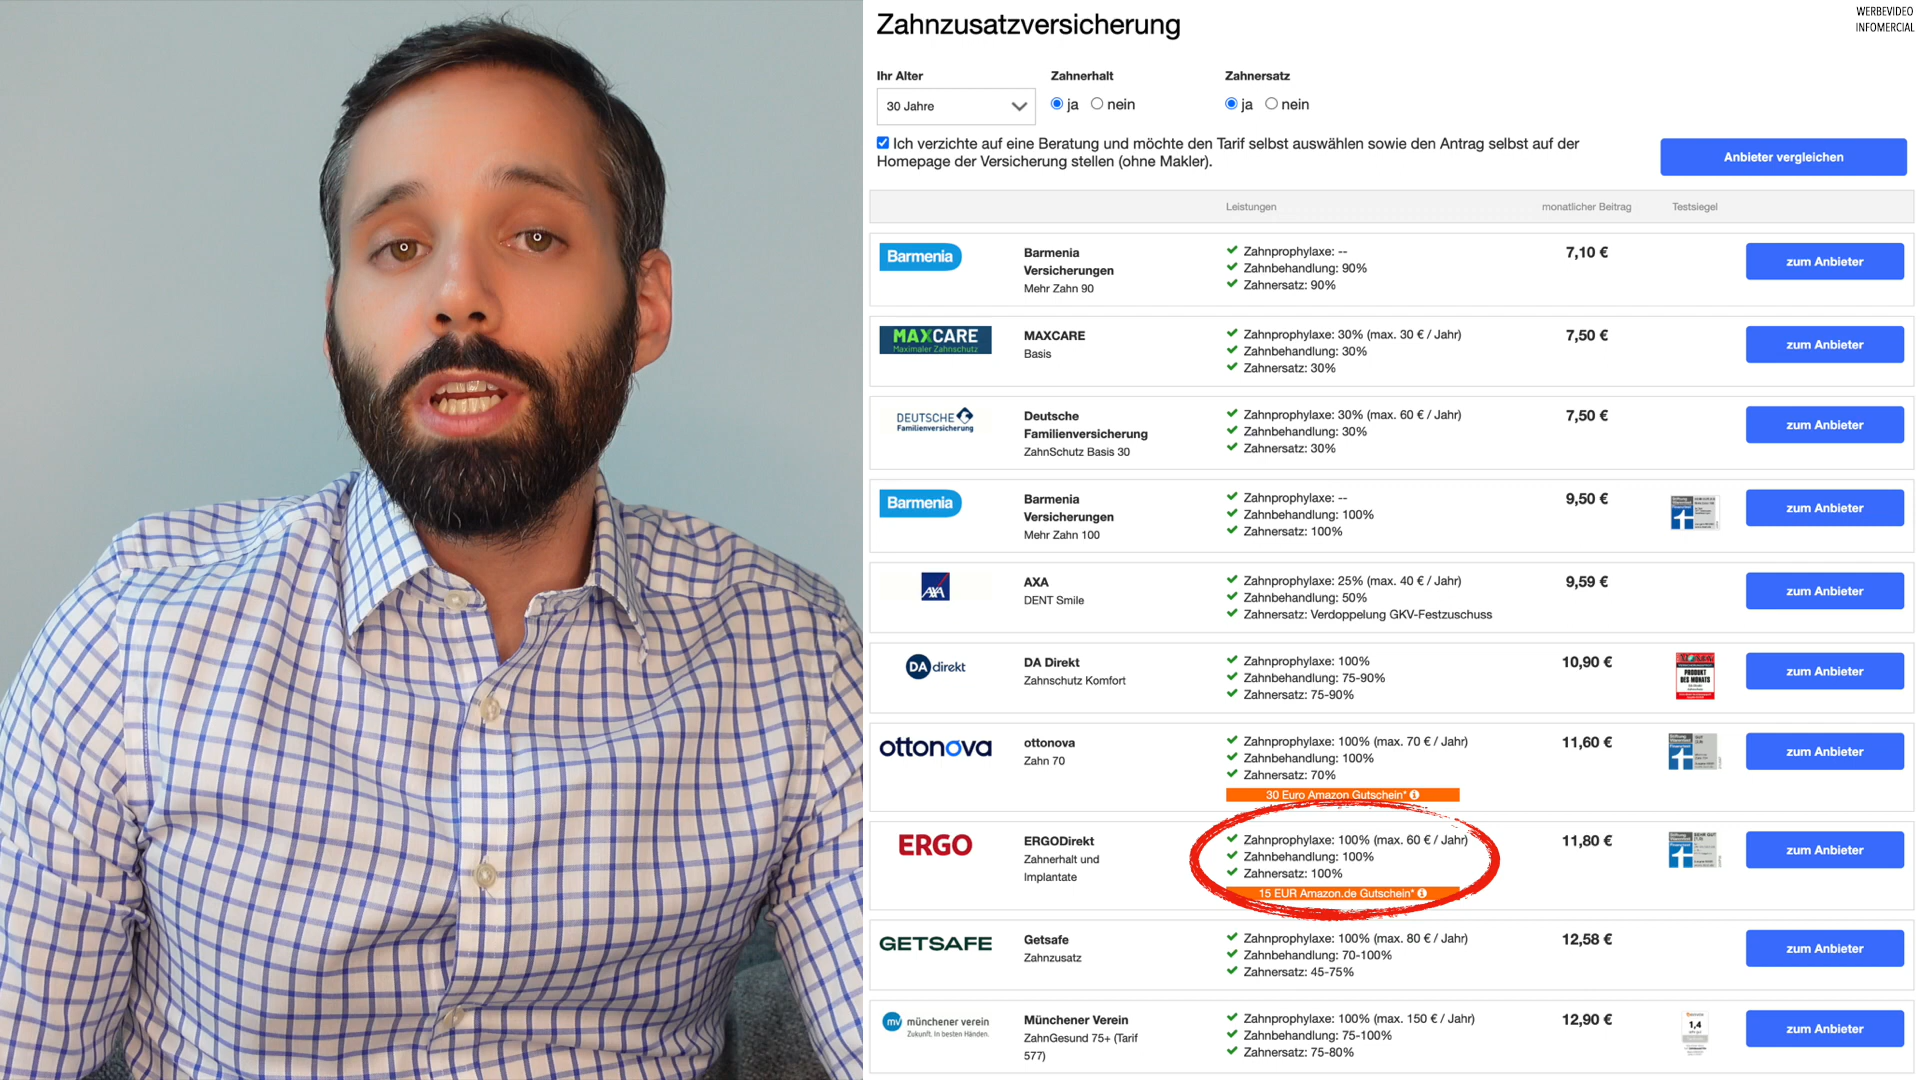 WERBEVIDEO
INFOMERCIAL
Zahnzusatzversicherung
Ihr Alter
Zahnerhalt
Zahnersatz
30 Jahre
ja
nein
ja
nein
Ich verzichte auf eine Beratung und möchte den Tarif selbst auswählen sowie den Antrag selbst auf der
Homepage der Versicherung stellen (ohne Makler).
Anbieter vergleichen
Leistungen
monatlicher Beitrag
Testsiegel
Barmenia
Barmenia
Versicherungen
Mehr Zahn 90
Zahnprophylaxe: --
Zahnbehandlung: 90%
Zahnersatz: 90%
7,10 €
zum Anbieter
MAXCARE
Maximaler Zahnschutz
MAXCARE
Basis
Zahnprophylaxe: 30% (max. 30 € / Jahr)
Zahnbehandlung: 30%
Zahnersatz: 30%
7,50 €
zum Anbieter
DEUTSCHE
Familienversicherung
Deutsche
Familienversicherung
ZahnSchutz Basis 30
Zahnprophylaxe: 30% (max. 60 € / Jahr)
Zahnbehandlung: 30%
Zahnersatz: 30%
7,50 €
zum Anbieter
Barmenia
Barmenia
Versicherungen
Mehr Zahn 100
Zahnprophylaxe: --
Zahnbehandlung: 100%
Zahnersatz: 100%
9,50 €
zum Anbieter
AXA
AXA
DENT Smile
Zahnprophylaxe: 25% (max. 40 € / Jahr)
Zahnbehandlung: 50%
Zahnersatz: Verdoppelung GKV-Festzuschuss
9,59 €
zum Anbieter
DA direkt
DA Direkt
Zahnschutz Komfort
Zahnprophylaxe: 100%
Zahnbehandlung: 75-90%
Zahnersatz: 75-90%
10,90 €
PRODUKT
DES MONATS
zum Anbieter
ottonova
ottonova
Zahn 70
Zahnprophylaxe: 100% (max. 70 € / Jahr)
Zahnbehandlung: 100%
Zahnersatz: 70%
30 Euro Amazon Gutschein*
11,60 €
zum Anbieter
ERGO
ERGODirekt
Zahnerhalt und
Implantate
Zahnprophylaxe: 100% (max. 60 € / Jahr)
Zahnbehandlung: 100%
Zahnersatz: 100%
15 EUR Amazon.de Gutschein*
11,80 €
zum Anbieter
GETSAFE
Getsafe
Zahnzusatz
Zahnprophylaxe: 100% (max. 80 € / Jahr)
Zahnbehandlung: 70-100%
Zahnersatz: 45-75%
12,58 €
zum Anbieter
mv münchener verein
Zukunft. In besten Händen.
Münchener Verein
ZahnGesund 75+ (Tarif
577)
Zahnprophylaxe: 100% (max. 150 € / Jahr)
Zahnbehandlung: 75-100%
Zahnersatz: 75-80%
12,90 €
1,4
zum Anbieter